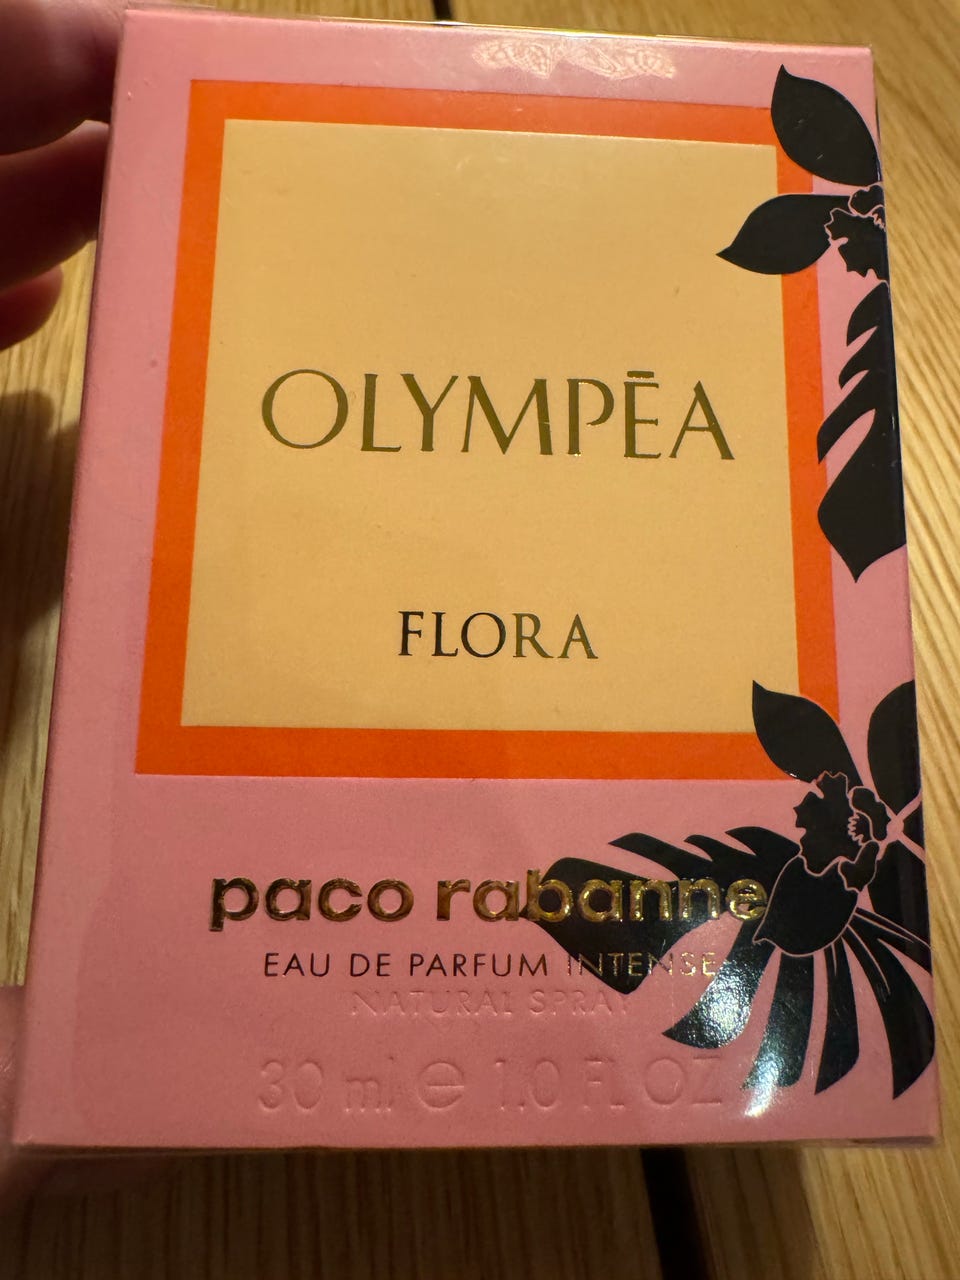 OLYMPĒA
FLORA
paco rabanne
EAU DE PARFUM INTENSE
NATURAL SPRAY
30 ml ℮ 1.0 FL OZ